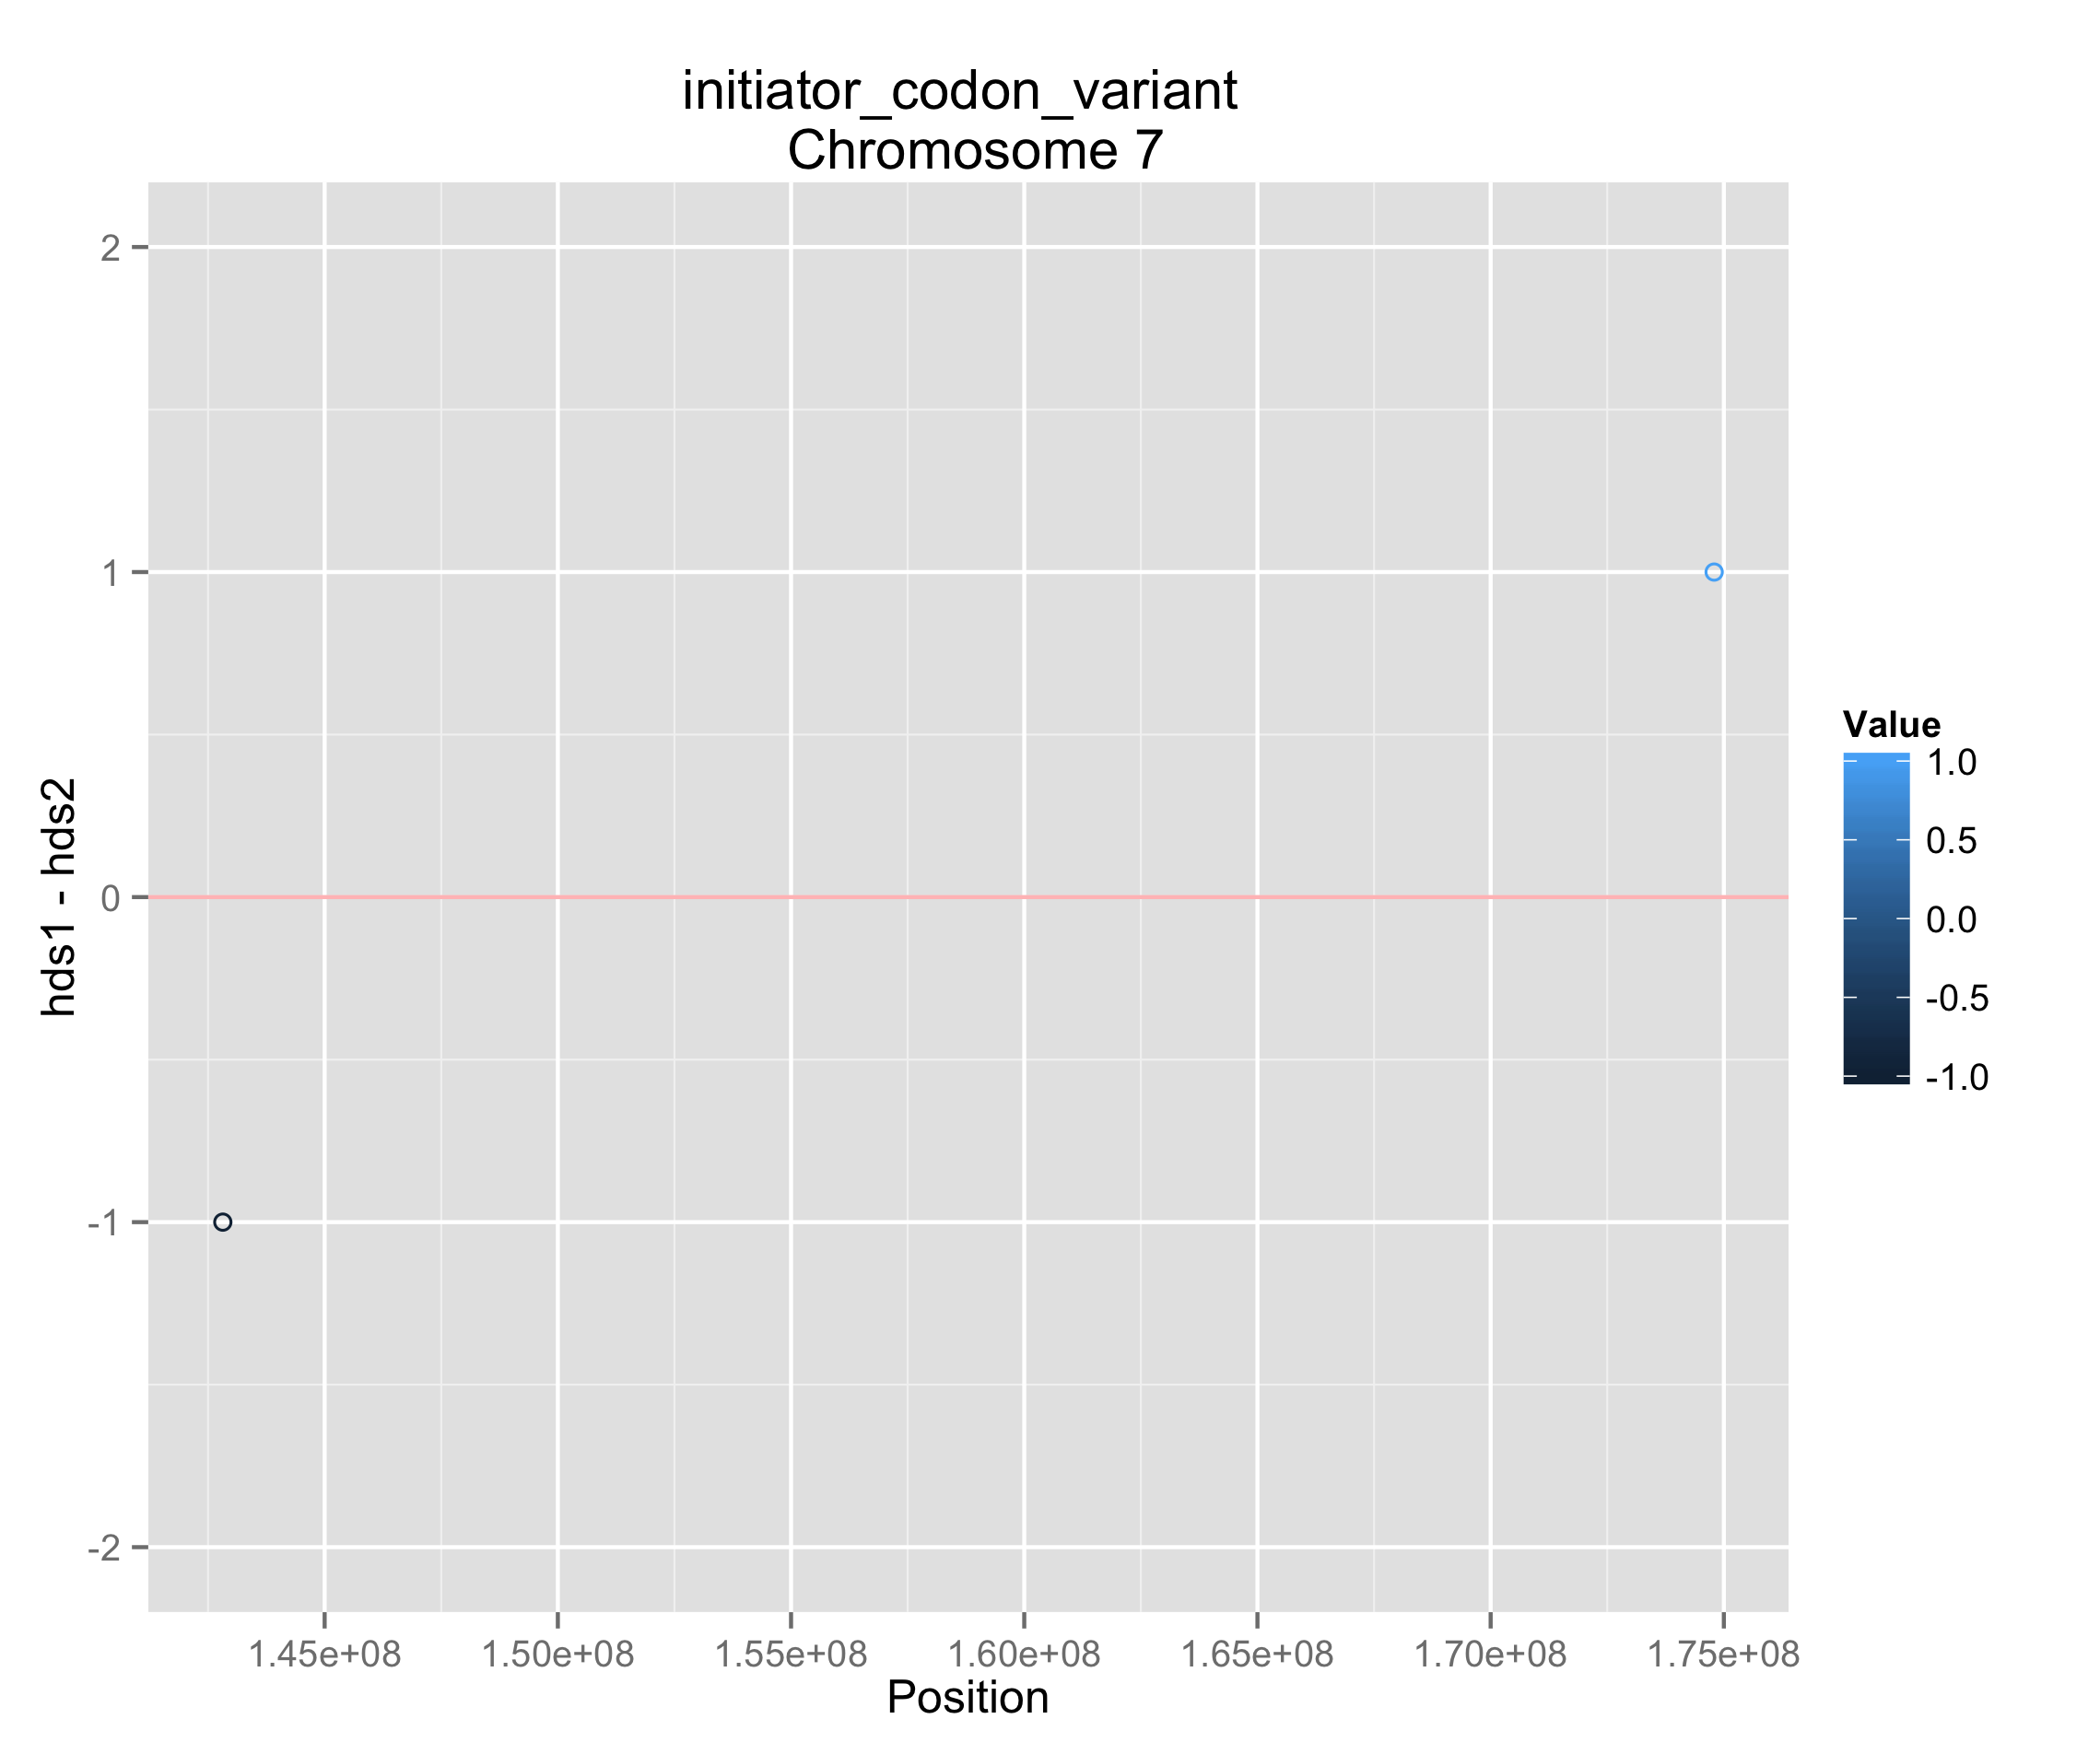 initiator_codon_variant
Chromosome 7
2
1
0
-1
-2
hds1 - hds2
1.45e+08 1.50e+08 1.55e+08 1.60e+08 1.65e+08 1.70e+08 1.75e+08
Position
Value
1.0
0.5
0.0
-0.5
-1.0